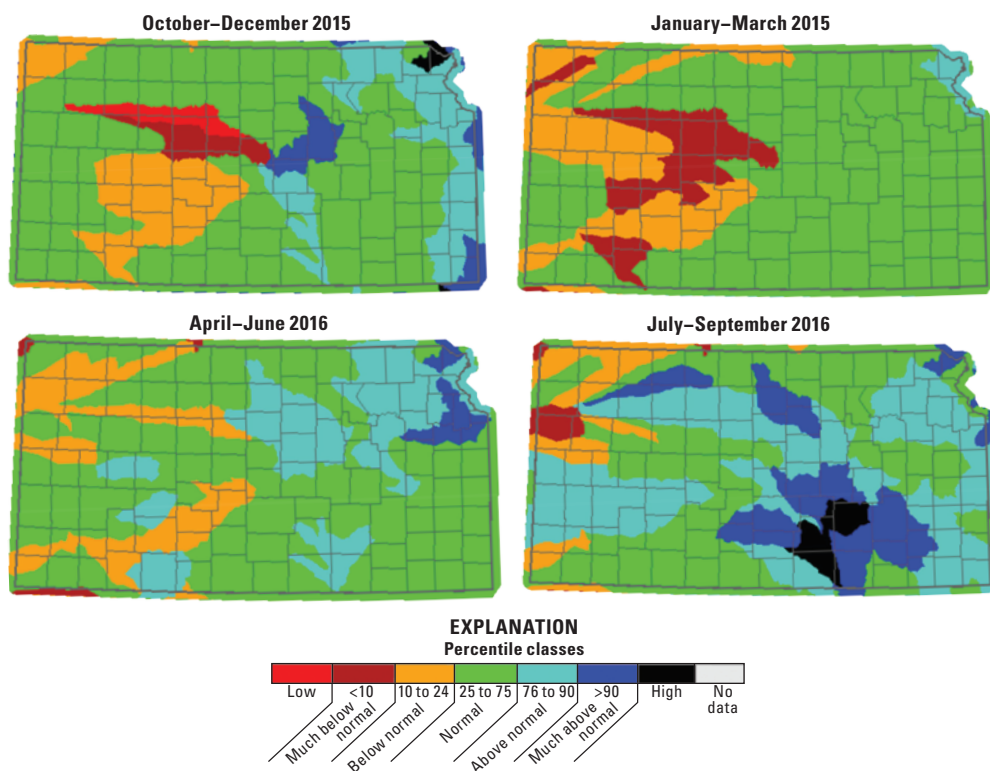 October–December 2015
January–March 2015
April–June 2016
July–September 2016
EXPLANATION
Percentile classes
Low
<10
10 to 24
25 to 75
76 to 90
>90
High
No
data
Much below
normal
Below normal
Normal
Above normal
Much above
normal